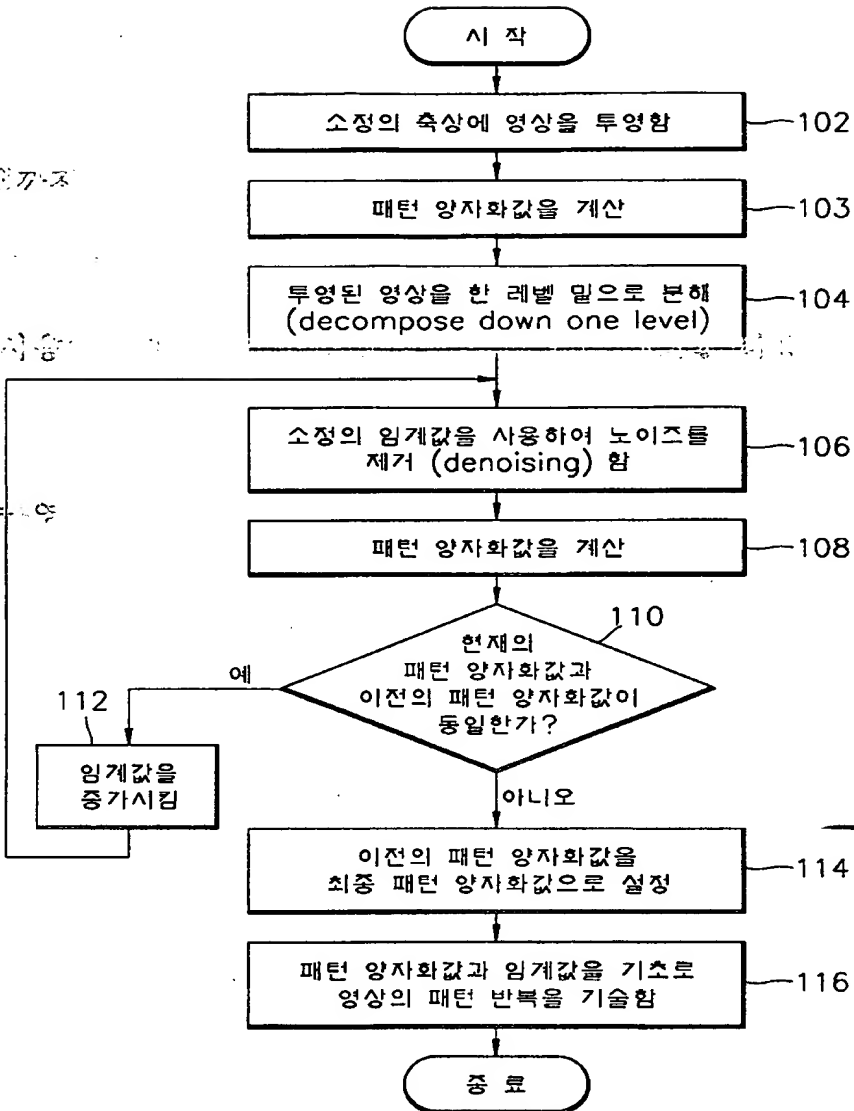 시 작
소정의 축상에 영상을 투영함
102
패턴 양자화값을 계산
103
투영된 영상을 한 레벨 밑으로 분해
(decompose down one level)
104
소정의 임계값을 사용하여 노이즈를
제거 (denoising) 함
106
패턴 양자화값을 계산
108
110
현재의
패턴 양자화값과
이전의 패턴 양자화값이
동일한가?
예
112
임계값을
증가시킴
아니오
이전의 패턴 양자화값을
최종 패턴 양자화값으로 설정
114
패턴 양자화값과 임계값을 기초로
영상의 패턴 반복을 기술함
116
종 료